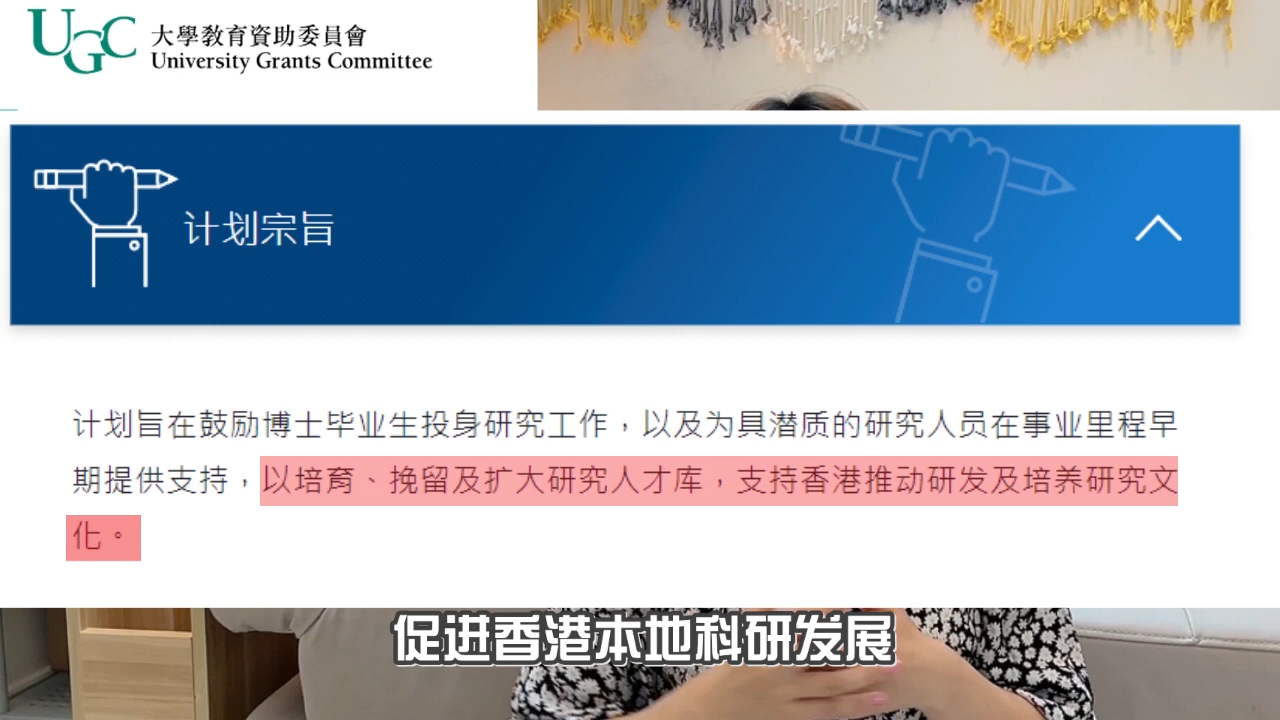 UGC
大學教育資助委員會
University Grants Committee
计划宗旨
计划旨在鼓励博士毕业生投身研究工作，以及为具潜质的研究人员在事业里程早
期提供支持，以培育、挽留及扩大研究人才库，支持香港推动研发及培养研究文
化。
促进香港本地科研发展